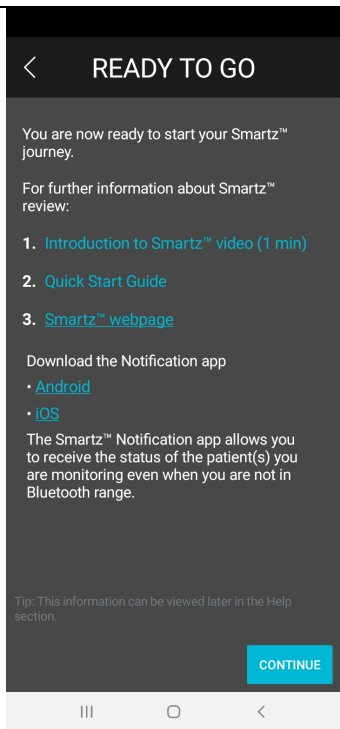 READY TO GO
You are now ready to start your Smartz™
journey.
For further information about Smartz™
review:
1. Introduction to Smartz™ video (1 min)
2. Quick Start Guide
3. Smartz™ webpage
Download the Notification app
• Android
• iOS
The Smartz™ Notification app allows you
to receive the status of the patient(s) you
are monitoring even when you are not in
Bluetooth range.
Tip: This information can be viewed later in the Help
section.
CONTINUE